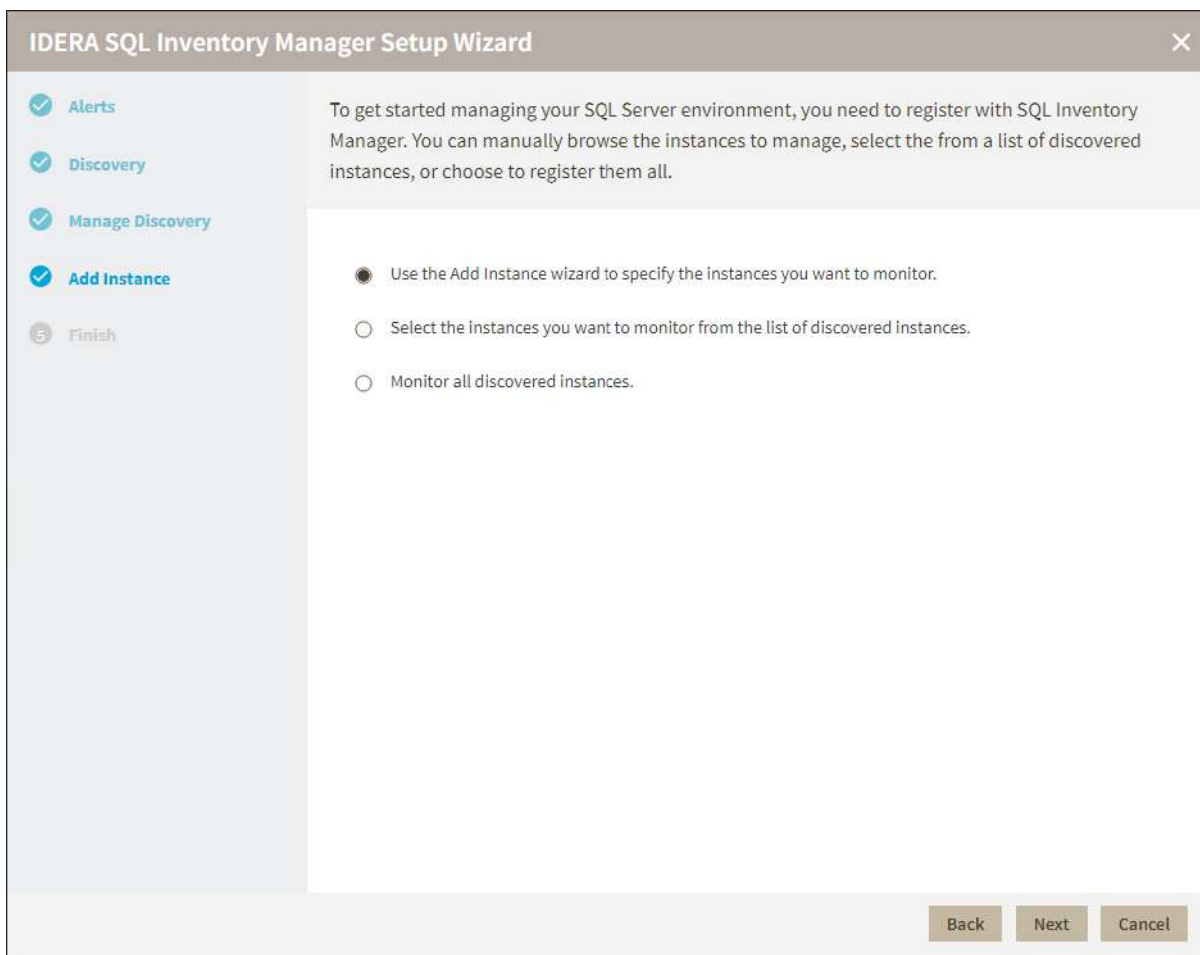 IDERA SQL Inventory Manager Setup Wizard
Alerts
Discovery
Manage Discovery
Add Instance
5 Finish
To get started managing your SQL Server environment, you need to register with SQL Inventory
Manager. You can manually browse the instances to manage, select the from a list of discovered
instances, or choose to register them all.
Use the Add Instance wizard to specify the instances you want to monitor.
Select the instances you want to monitor from the list of discovered instances.
Monitor all discovered instances.
Back Next Cancel